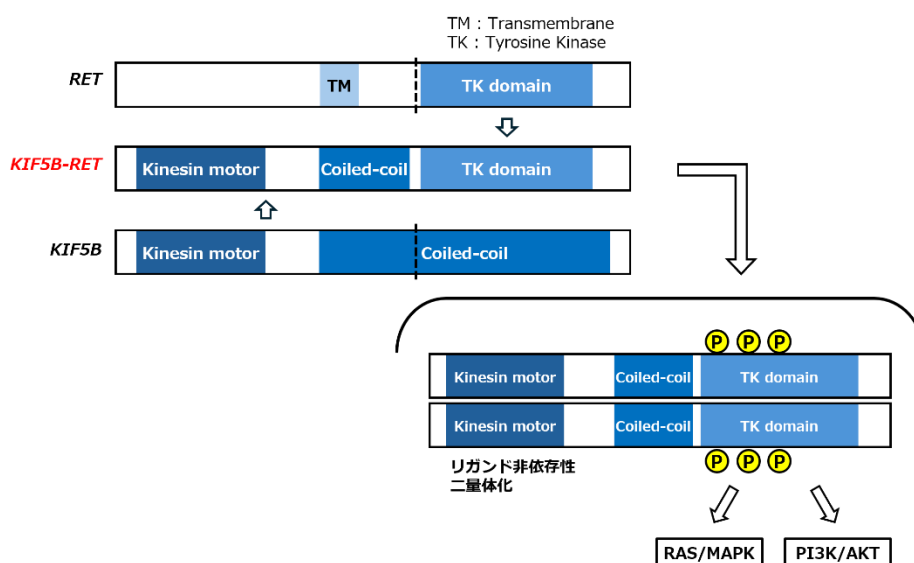 TM : Transmembrane
TK : Tyrosine Kinase
RET
TM
TK domain
KIF5B-RET
Kinesin motor
Coiled-coil
TK domain
KIF5B
Kinesin motor
Coiled-coil
P P P
Kinesin motor
Coiled-coil
TK domain
Kinesin motor
Coiled-coil
TK domain
P P P
リガンド非依存性
二量体化
RAS/MAPK
PI3K/AKT